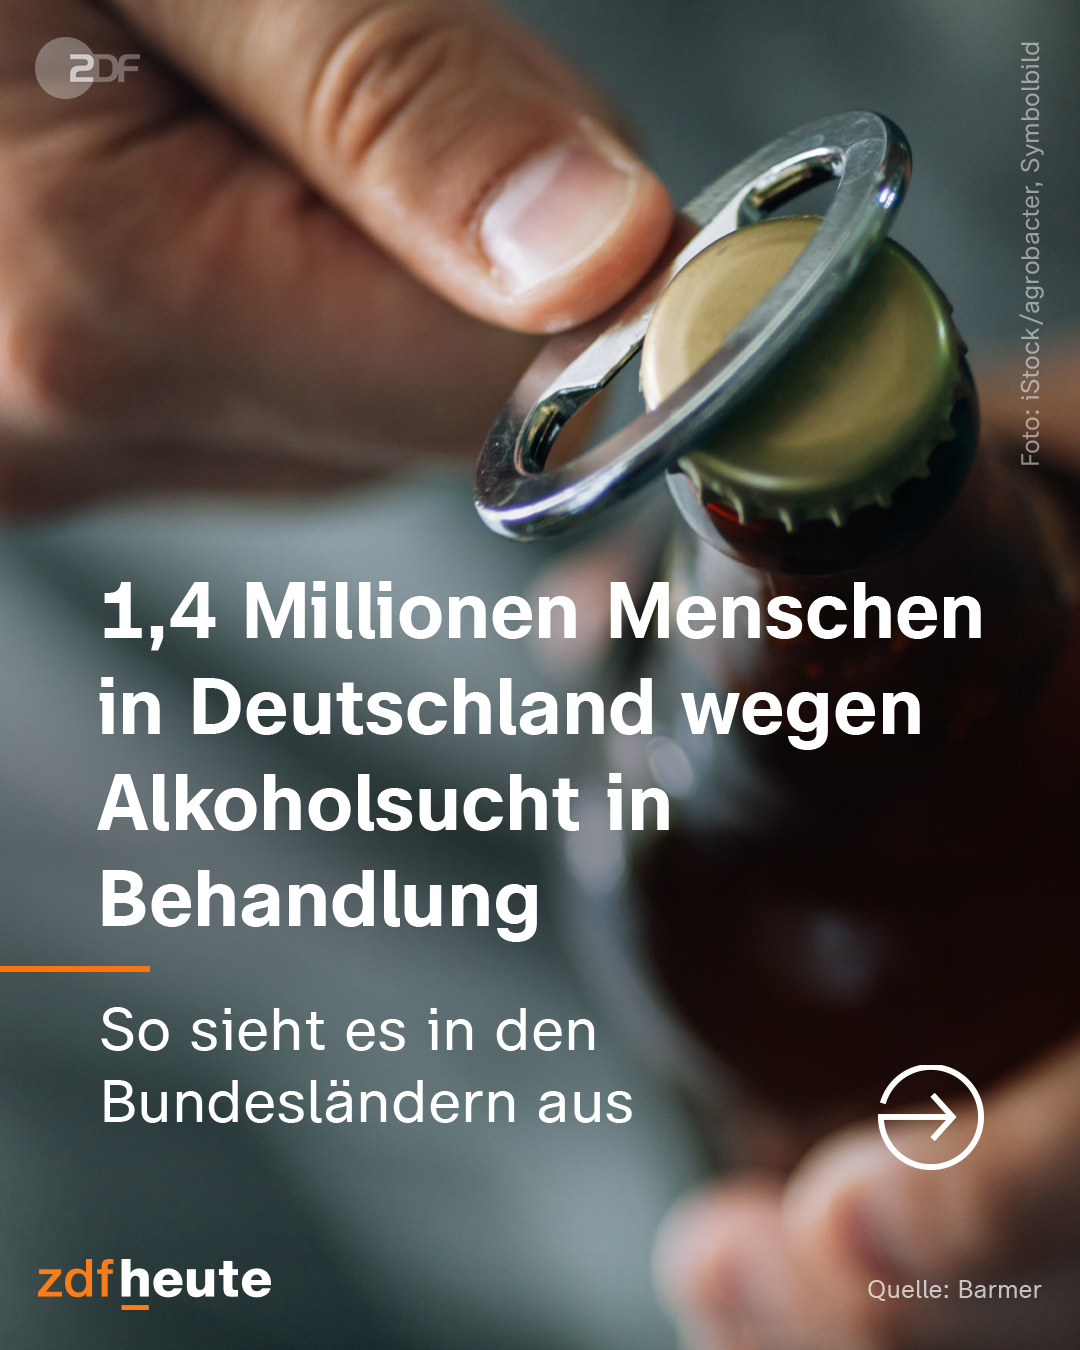 ZDF
Foto: iStock/agrobacter, Symbolbild
1,4 Millionen Menschen
in Deutschland wegen
Alkoholsucht in
Behandlung
So sieht es in den
Bundesländern aus
zdfheute
Quelle: Barmer